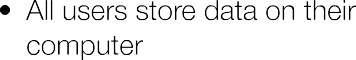 • All users store data on their
computer